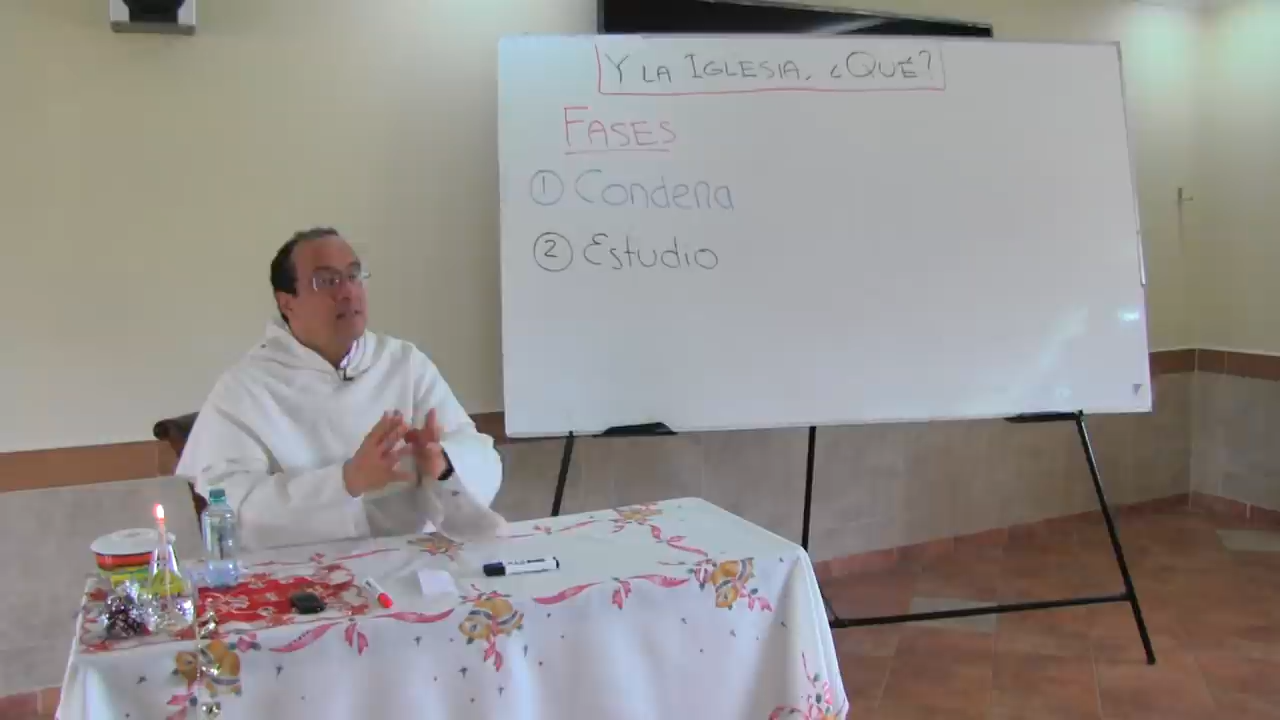 Y LA IGLESIA, ¿QUÉ?
FASES
① Condena
② Estudio